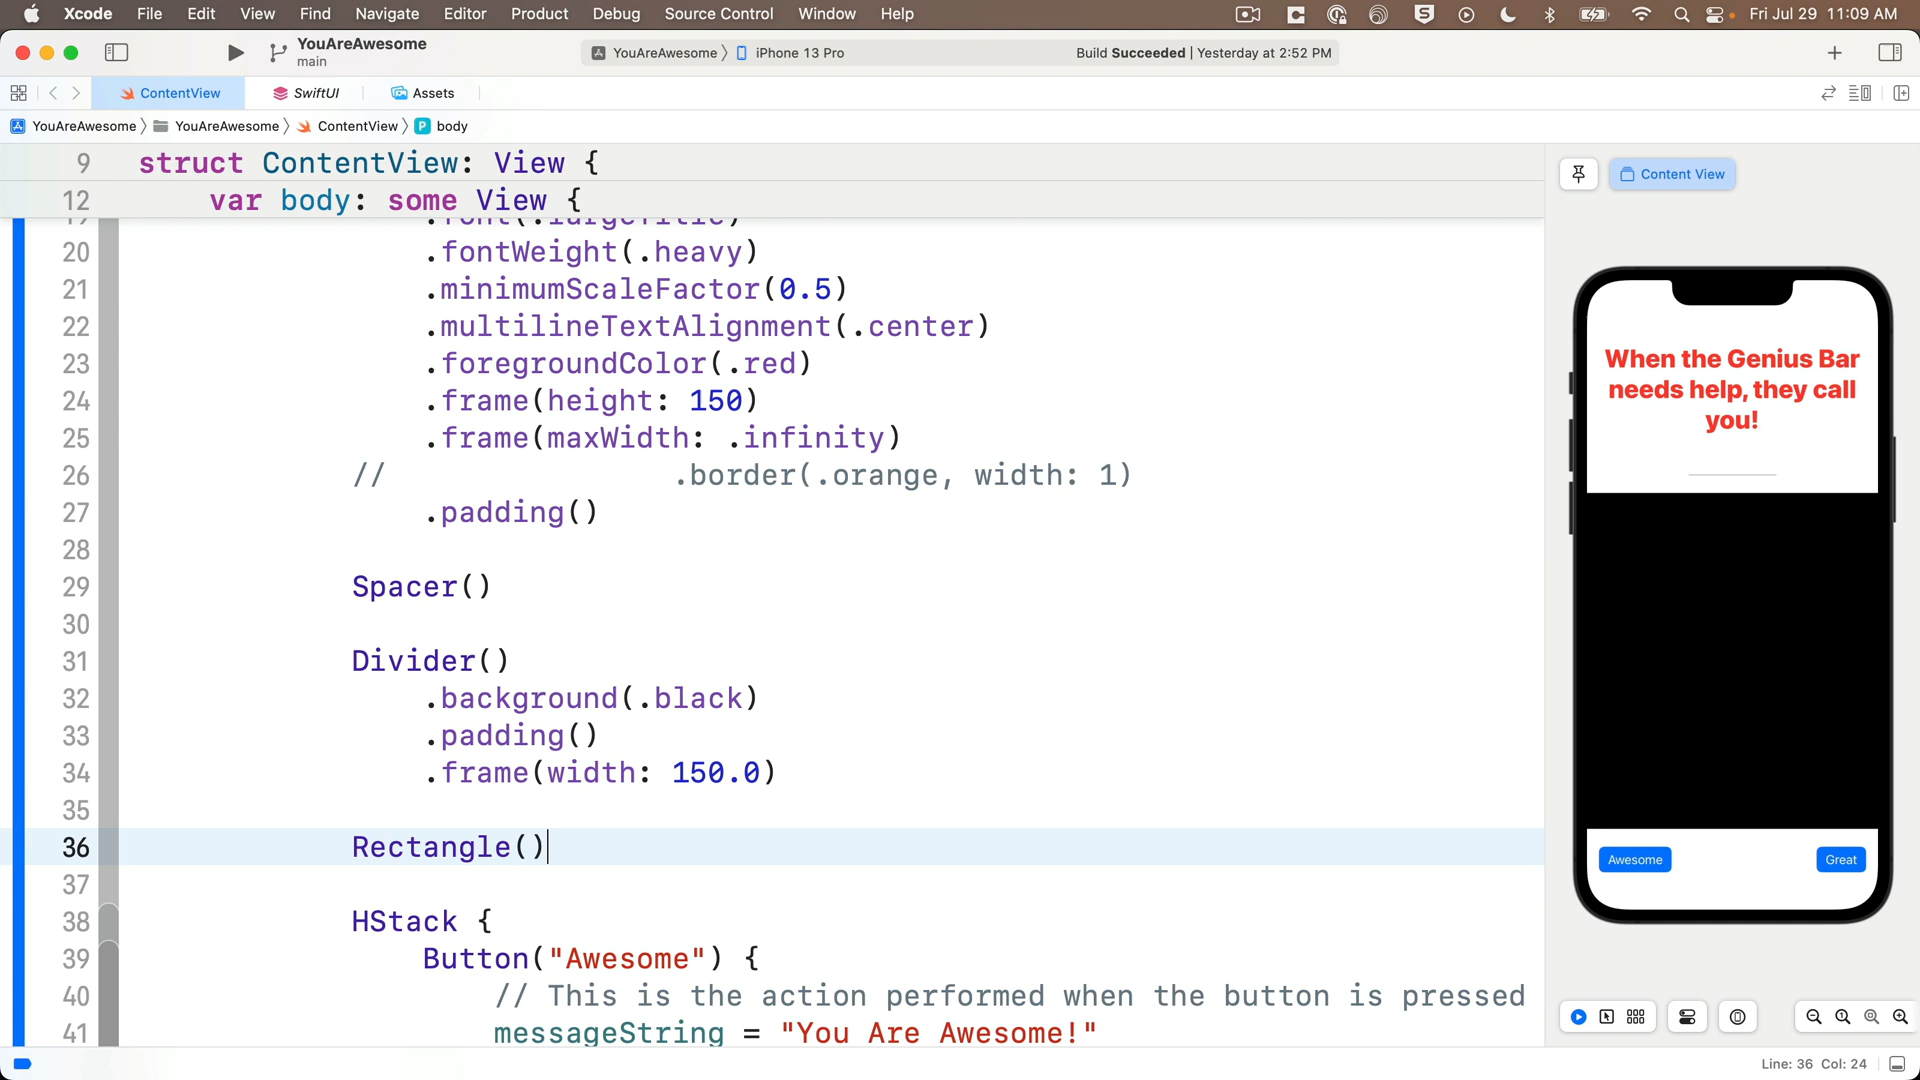 Xcode File Edit View Find Navigate Editor Product Debug Source Control Window Help Fri Jul 29 11:09 AM
YouAreAwesome
main
YouAreAwesome 〉 iPhone 13 Pro Build Succeeded | Yesterday at 2:52 PM
ContentView SwiftUI Assets
YouAreAwesome 〉 YouAreAwesome 〉 ContentView 〉 P body
9 struct ContentView: View {
12 var body: some View {
19 .font(.largeTitle)
20 .fontWeight(.heavy)
21 .minimumScaleFactor(0.5)
22 .multilineTextAlignment(.center)
23 .foregroundColor(.red)
24 .frame(height: 150)
25 .frame(maxWidth: .infinity)
26 // .border(.orange, width: 1)
27 .padding()
28
29 Spacer()
30
31 Divider()
32 .background(.black)
33 .padding()
34 .frame(width: 150.0)
35
36 Rectangle()
37
38 HStack {
39 Button("Awesome") {
40 // This is the action performed when the button is pressed
41 messageString = "You Are Awesome!"
Content View
When the Genius Bar
needs help, they call
you!
Awesome Great
Line: 36 Col: 24